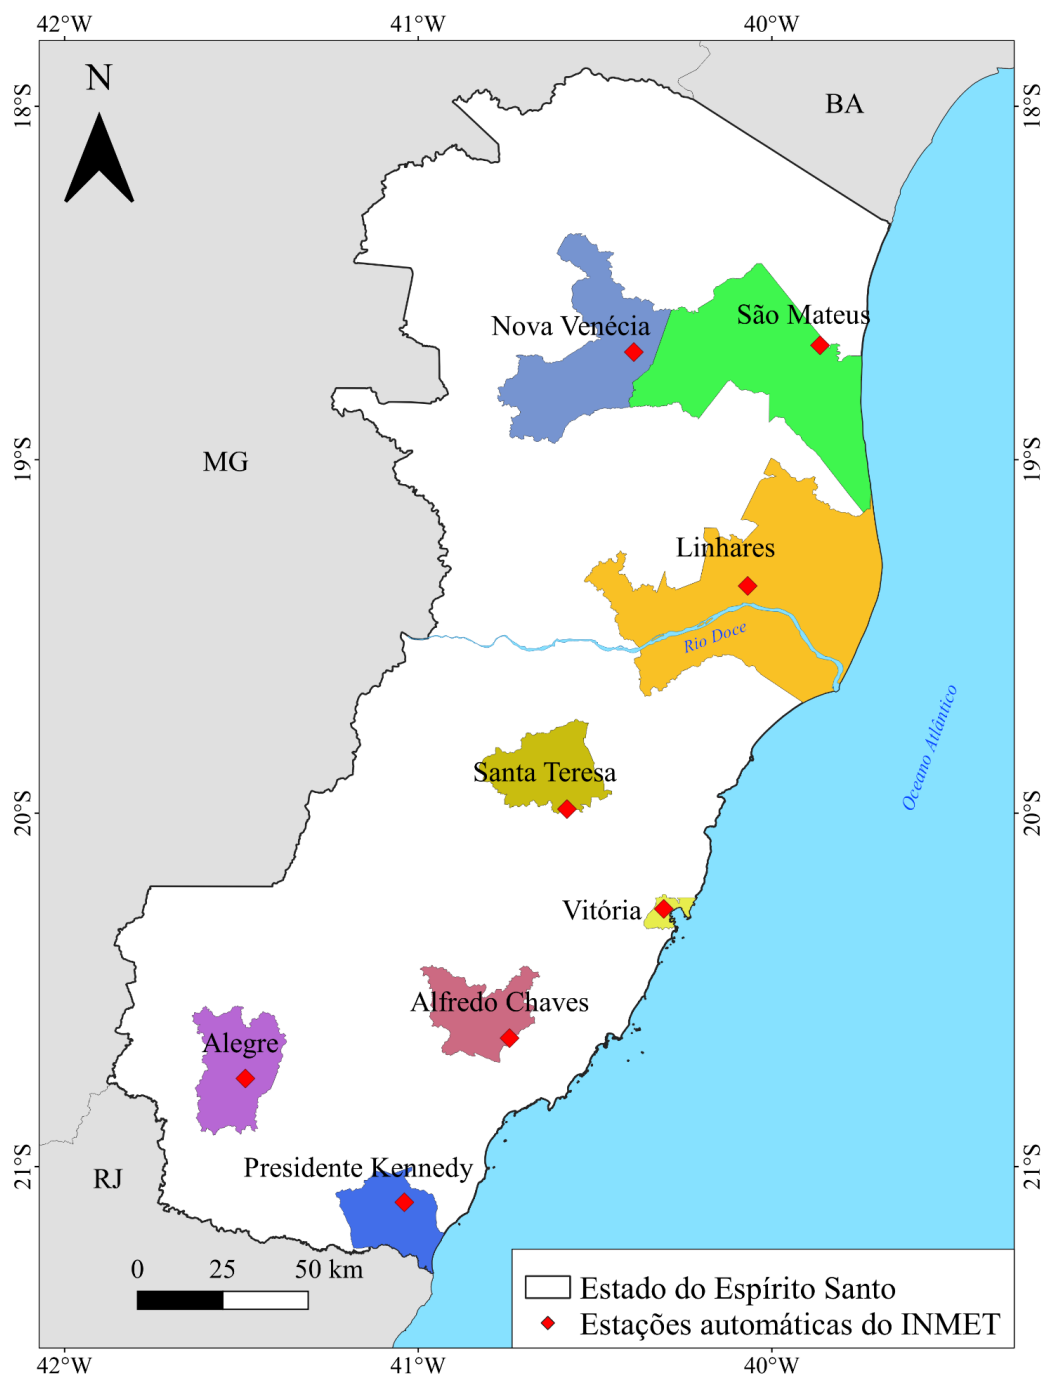 42°W
41°W
40°W
N
BA
18°S
18°S
São Mateus
Nova Venécia
MG
19°S
19°S
Linhares
Rio Doce
Oceano Atlântico
Santa Teresa
20°S
20°S
Vitória
Alfredo Chaves
Alegre
Presidente Kennedy
21°S
21°S
RJ
0 25 50 km
Estado do Espírito Santo
Estações automáticas do INMET
42°W
41°W
40°W